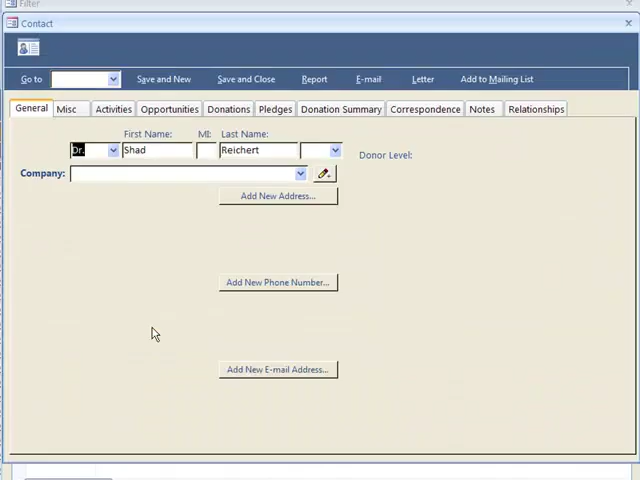 Filter
Contact
Go to Save and New Save and Close Report E-mail Letter Add to Mailing List
General Misc Activities Opportunities Donations Pledges Donation Summary Correspondence Notes Relationships
First Name: MI: Last Name:
Dr. Shad Reichert
Donor Level:
Company:
Add New Address...
Add New Phone Number...
Add New E-mail Address...